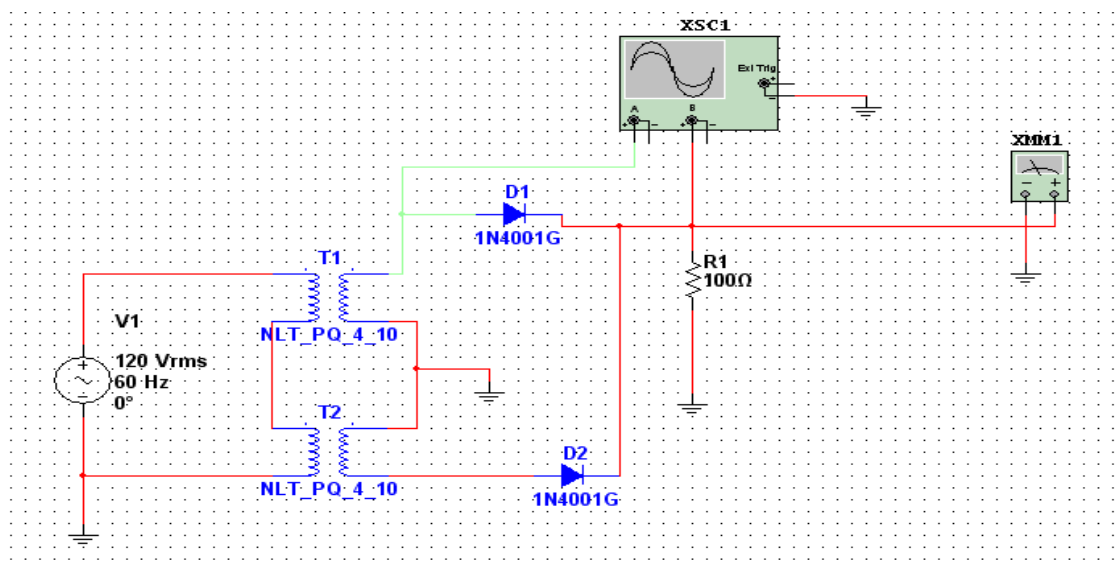 XSC1
Ext Trig
+
−
A
B
+ −
+ −
XMM1
− +
D1
1N4001G
T1
NLT_PQ_4_10
R1
100Ω
V1
+
−
120 Vrms
60 Hz
0°
T2
NLT_PQ_4_10
D2
1N4001G